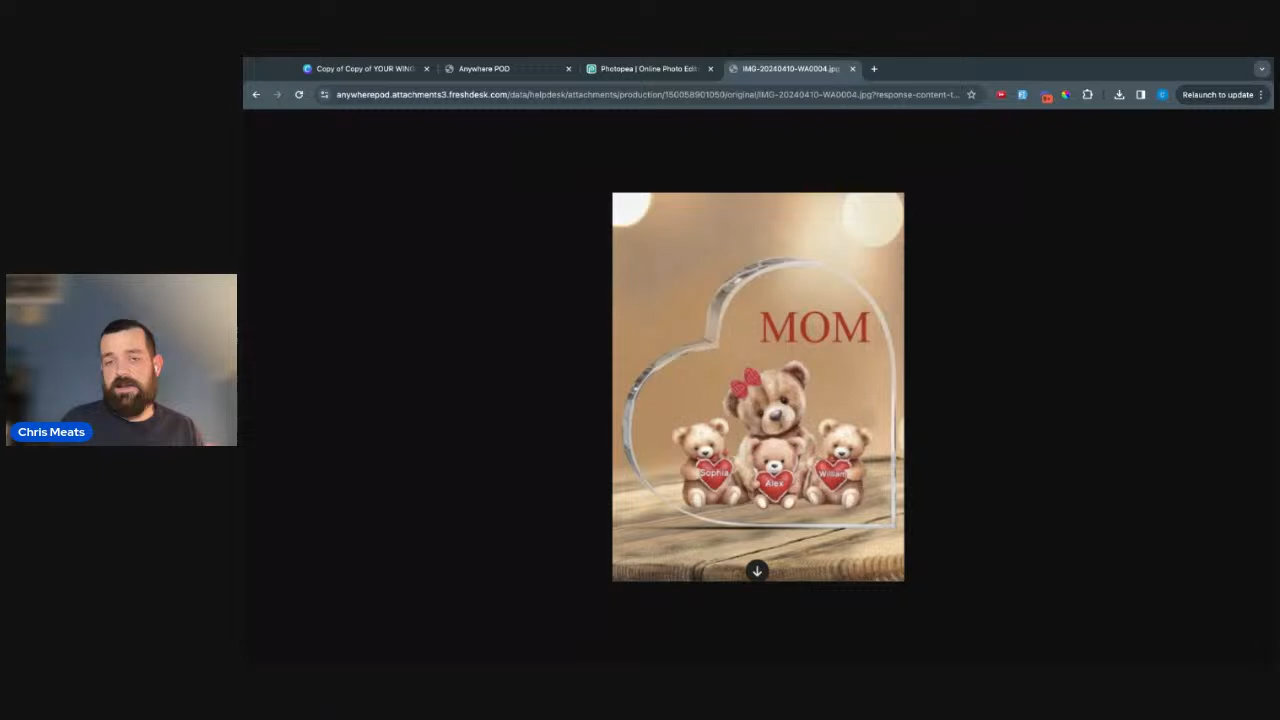 Copy of Copy of YOUR WING
Anywhere POD
Photopea | Online Photo Edit
IMG-20240410-WA0004.jpg
anywherepod.attachments3.freshdesk.com/data/helpdesk/attachments/production/150058901059/original/IMG-20240410-WA0004.jpg?response-content-t...
Relaunch to update
MOM
Sophia
Alex
William
Chris Meats